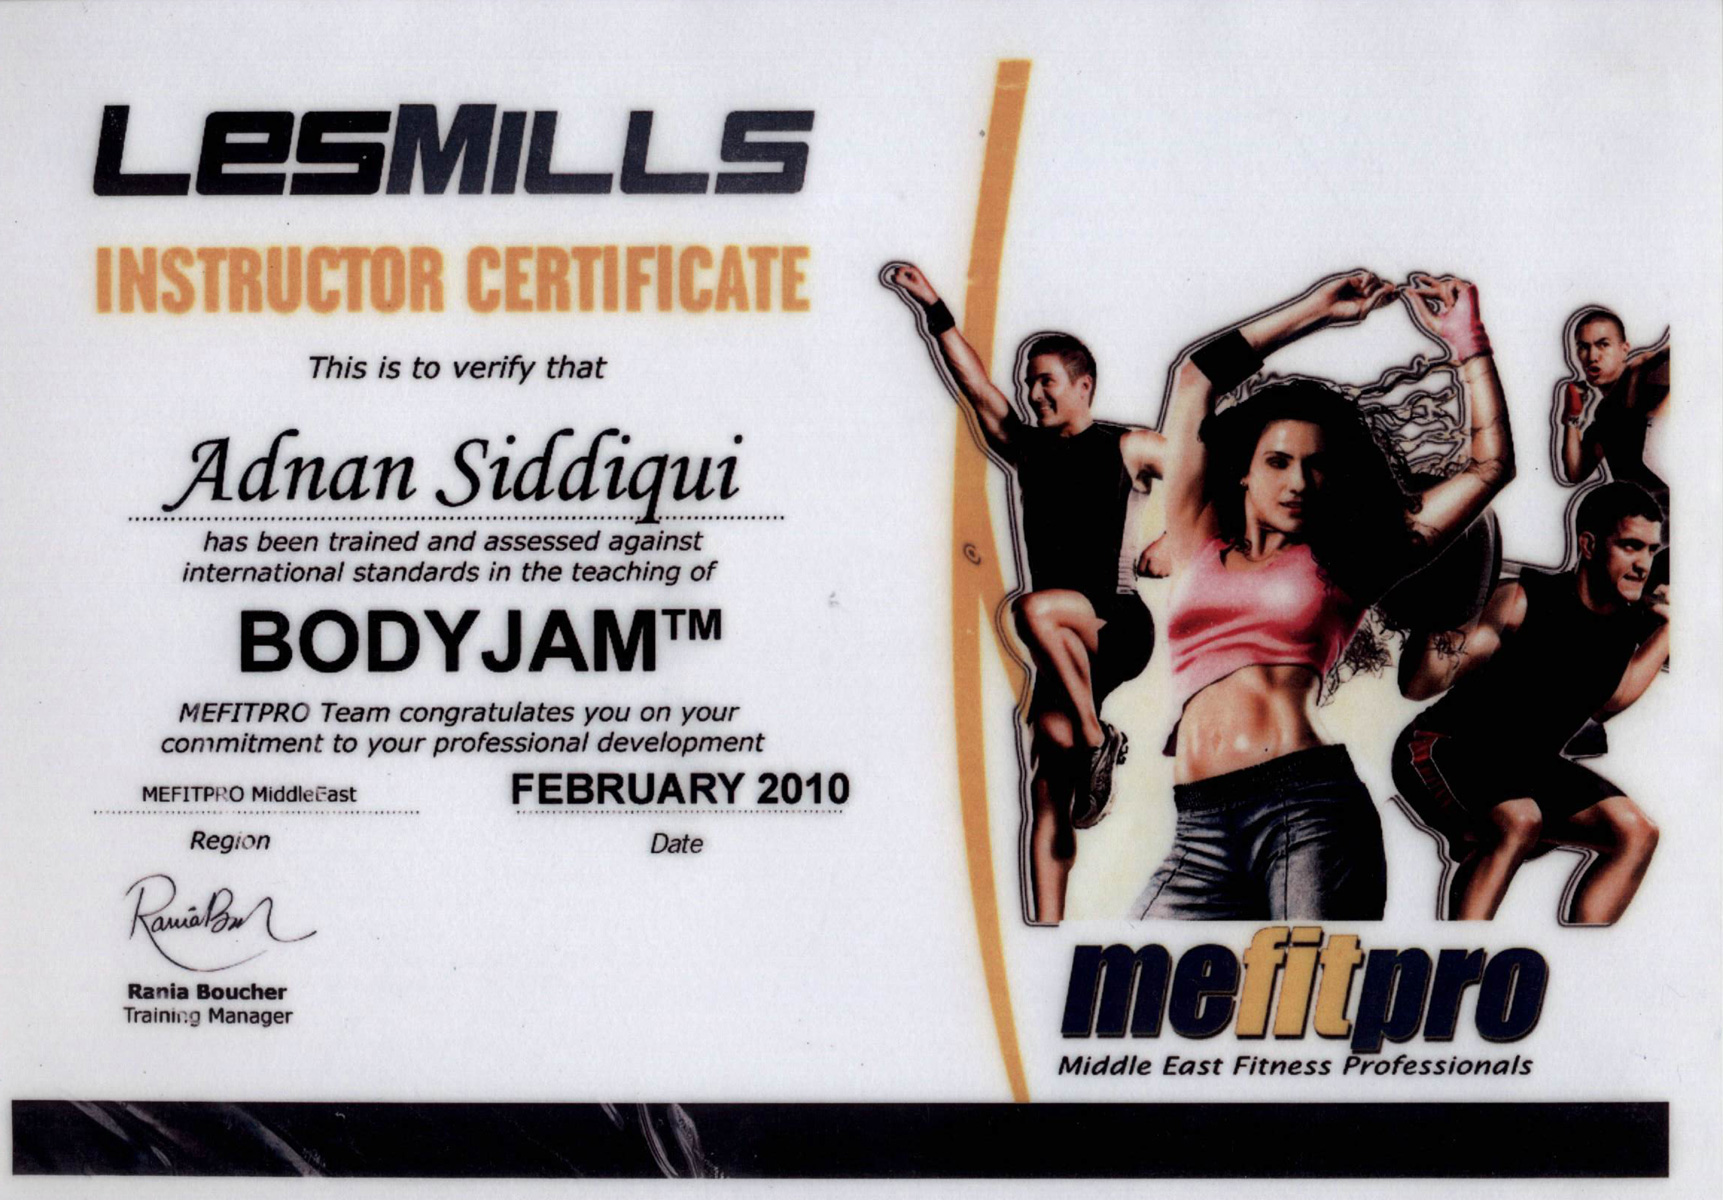 LesMILLS
INSTRUCTOR CERTIFICATE
This is to verify that
Adnan Siddiqui
has been trained and assessed against
international standards in the teaching of
BODYJAM™
MEFITPRO Team congratulates you on your
commitment to your professional development
MEFITPRO MiddleEast
FEBRUARY 2010
Region
Date
Rania Boucher
Training Manager
mefitpro
Middle East Fitness Professionals